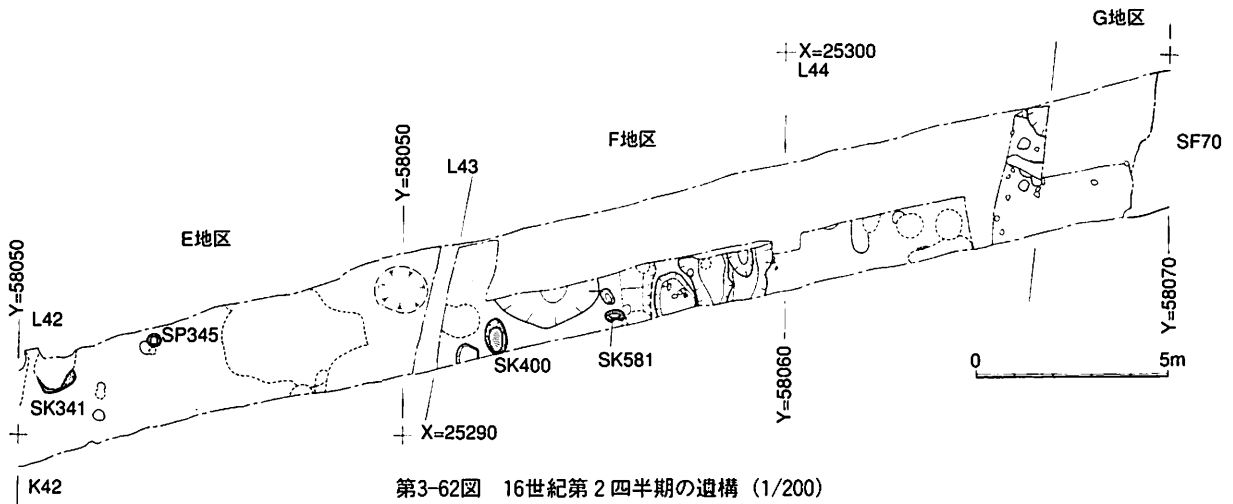 G地区
X=25300
L44
F地区
SF70
Y=58050
L43
E地区
Y=58050
L42
SP345
SK341
SK400
SK581
Y=58060
Y=58070
0 5m
X=25290
K42
第3-62図 16世紀第2四半期の遺構 (1/200)